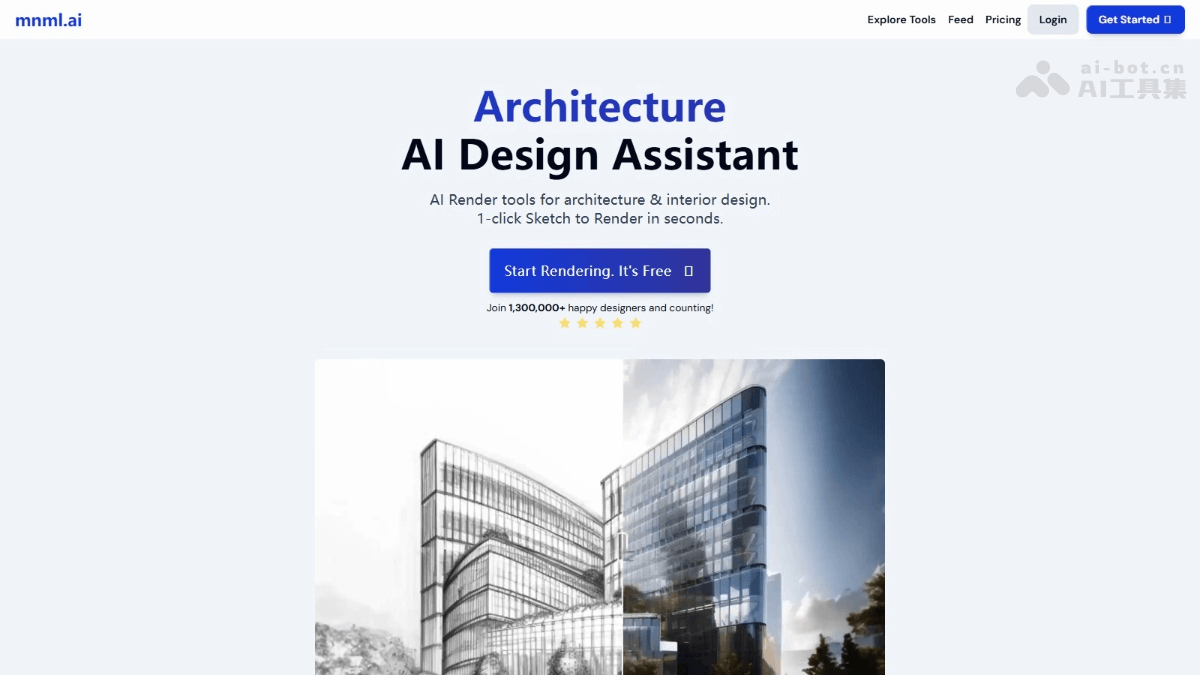 mnml.ai
Explore Tools Feed Pricing Login Get Started
ai-bot.cn
AI工具集
Architecture
AI Design Assistant
AI Render tools for architecture & interior design.
1-click Sketch to Render in seconds.
Start Rendering. It's Free
Join 1,300,000+ happy designers and counting!